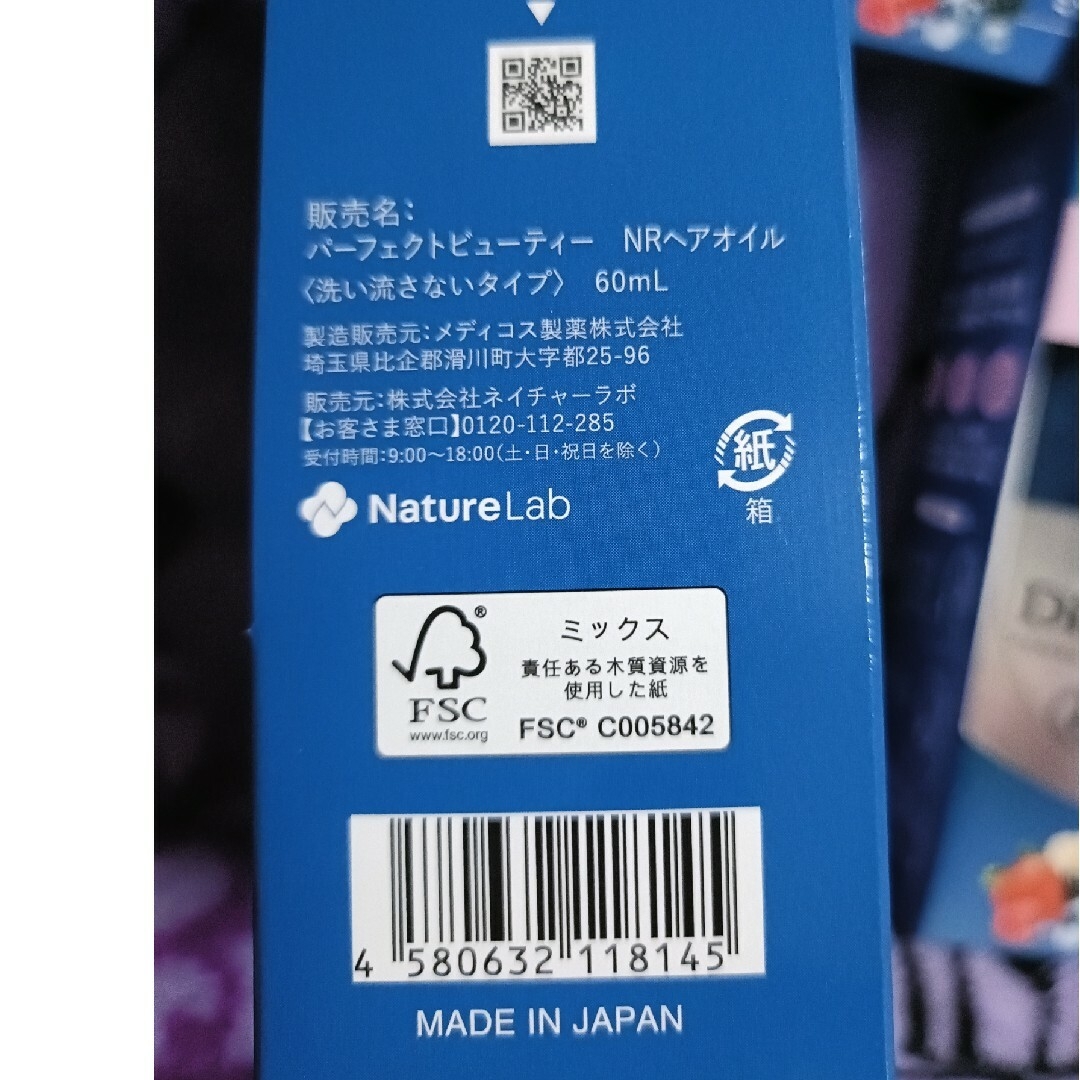 販売名:
パーフェクトビューティー　NRヘアオイル
〈洗い流さないタイプ〉　60mL
製造販売元:メディコス製薬株式会社
埼玉県比企郡滑川町大字都25-96
販売元:株式会社ネイチャーラボ
【お客さま窓口】0120-112-285
受付時間:9:00〜18:00(土・日・祝日を除く)
NatureLab
紙
箱
FSC®
www.fsc.org
ミックス
責任ある木質資源を
使用した紙
FSC® C005842
4 580632 118145
MADE IN JAPAN